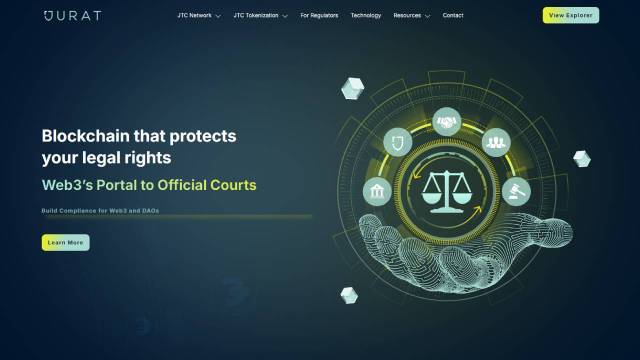 JURAT
JTC Network
JTC Tokenization
For Regulators
Technology
Resources
Contact
View Explorer
Blockchain that protects
your legal rights
Web3's Portal to Official Courts
Build Complience for Web3 and DAOs
Learn More